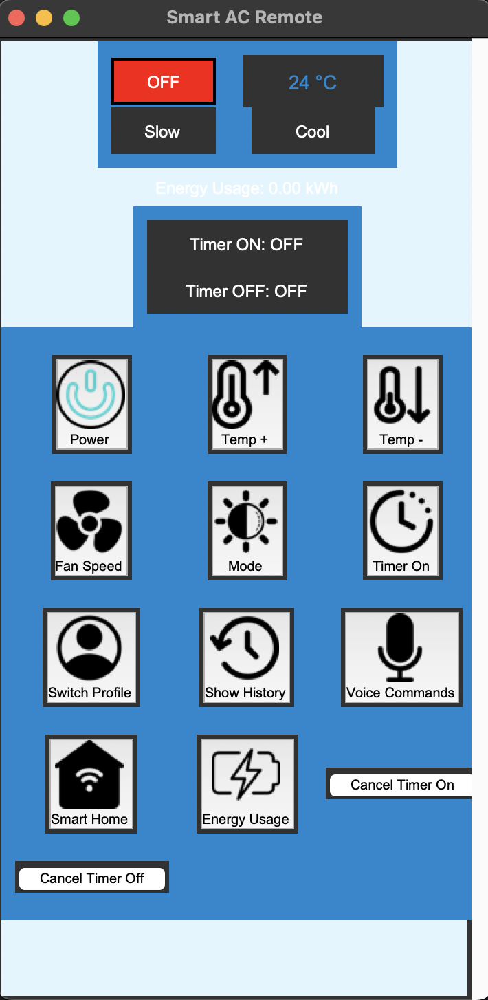 Smart AC Remote
OFF
24 °C
Slow
Cool
Energy Usage: 0.00 kWh
Timer ON: OFF
Timer OFF: OFF
Power
Temp +
Temp -
Fan Speed
Mode
Timer On
Switch Profile
Show History
Voice Commands
Smart Home
Energy Usage
Cancel Timer On
Cancel Timer Off